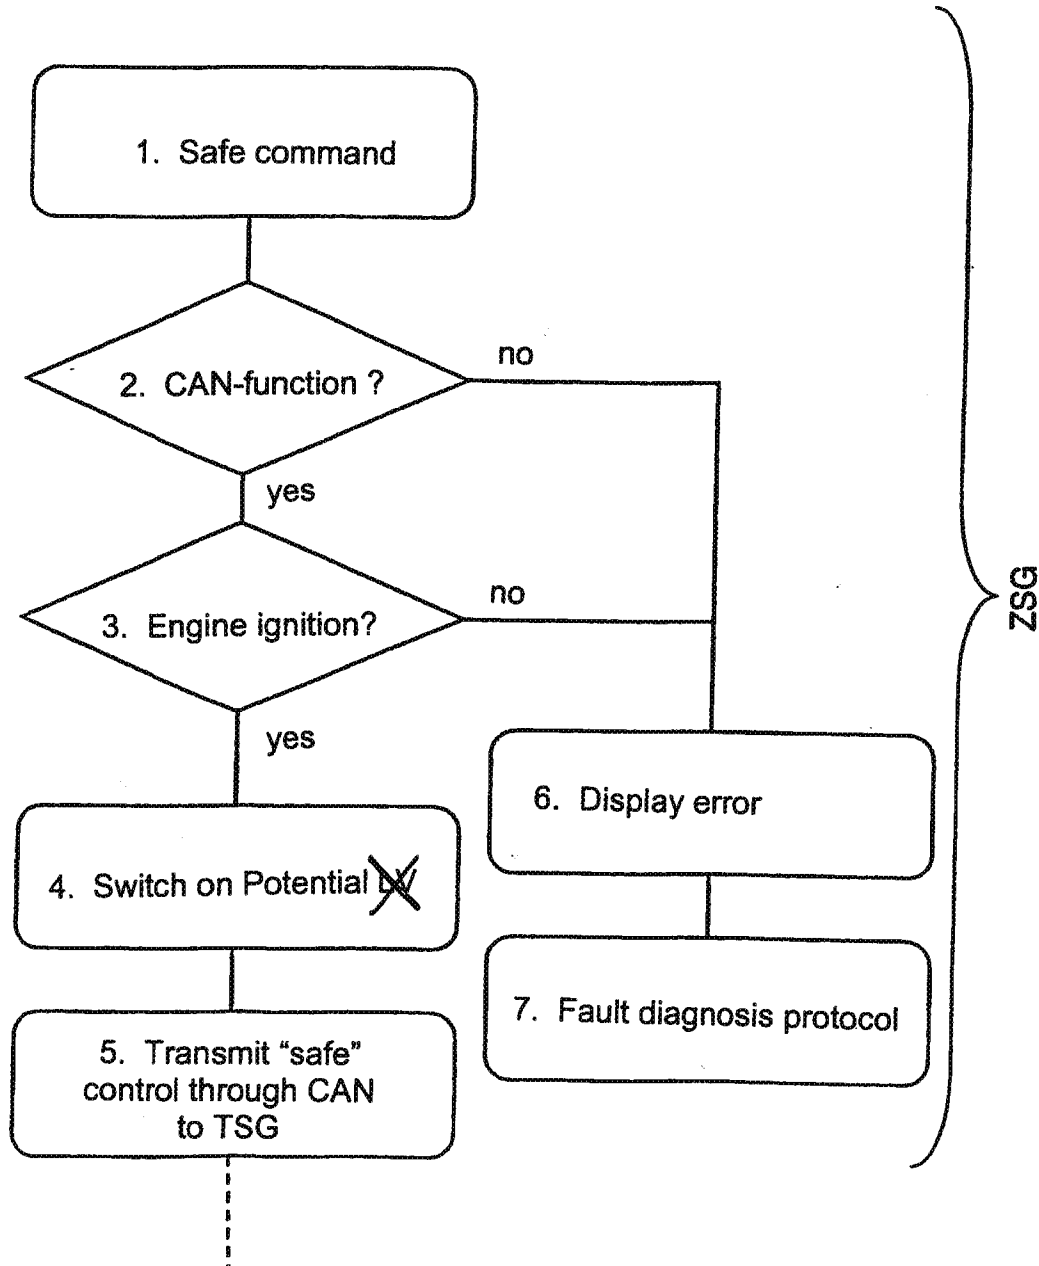 1. Safe command
2. CAN-function ?
no
yes
3. Engine ignition?
no
yes
4. Switch on Potential
5. Transmit “safe”
control through CAN
to TSG
6. Display error
7. Fault diagnosis protocol
ZSG